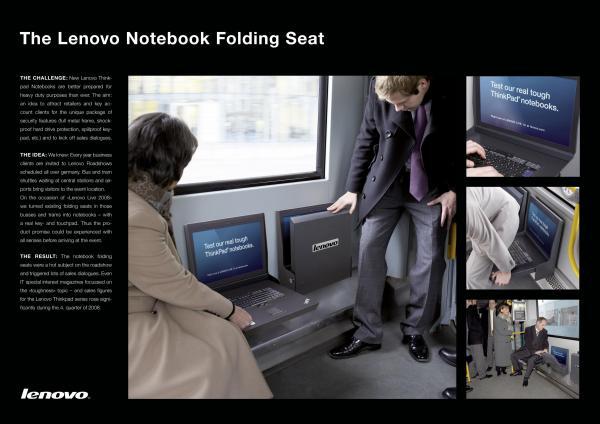 The Lenovo Notebook Folding Seat
THE CHALLENGE: New Lenovo Think-
pad Notebooks are better prepared for
heavy duty purposes than ever. The aim:
an idea to attract retailers and key ac-
count clients for the unique package of
security features (full metal frame, shock-
proof hard drive protection, spillproof key-
pad, etc.) and to kick off sales dialogues.
THE IDEA: We knew: Every year business
clients are invited to Lenovo Roadshows
scheduled all over germany. Bus and train
shuttles waiting at central stations and air-
ports bring visitors to the event location.
On the occasion of »Lenovo Live 2008«
we turned existing folding seats in those
busses and trams into notebooks – with
a real key- and touchpad. Thus the pro-
duct promise could be experienced with
all senses before arriving at the event.
THE RESULT: The notebook folding
seats were a hot subject on the roadshow
and triggered lots of sales dialogues. Even
IT special interest magazines focussed on
the »toughness« topic – and sales figures
for the Lenovo Thinkpad series rose signi-
ficantly during the 4. quarter of 2008.
lenovo
Test our real tough
ThinkPad® notebooks.
lenovo
Test our real tough
ThinkPad® notebooks.